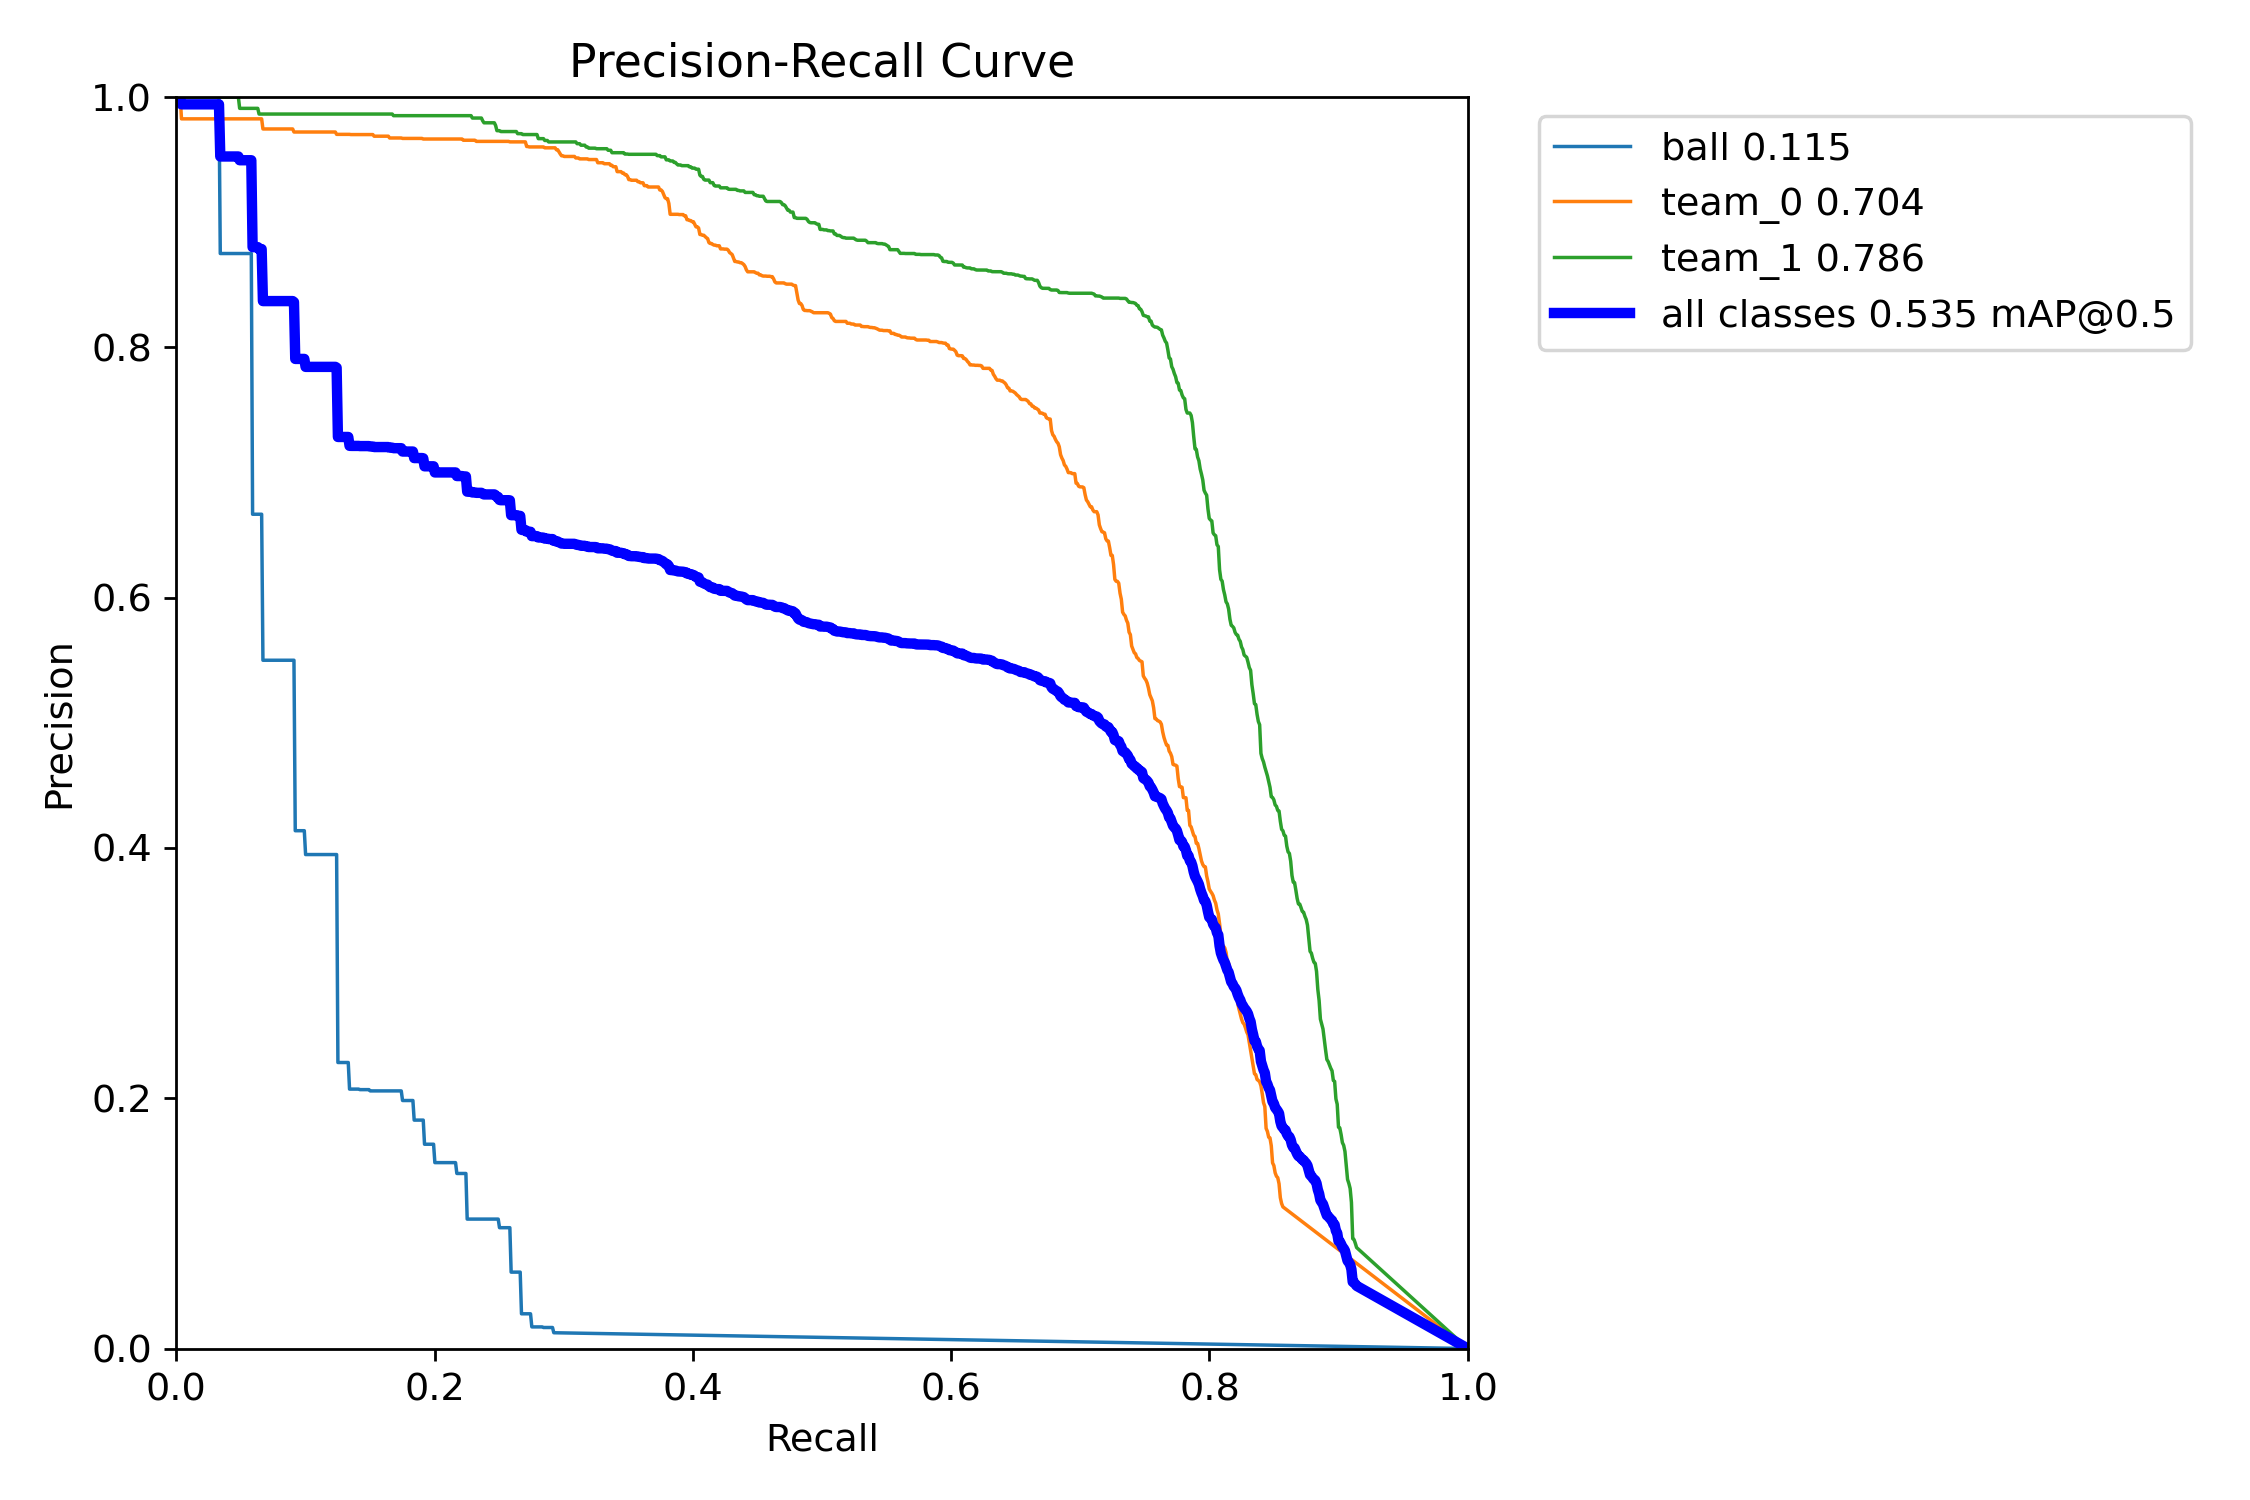 Precision-Recall Curve
1.0
0.8
0.6
0.4
0.2
0.0
Precision
0.0 0.2 0.4 0.6 0.8 1.0
Recall
ball 0.115
team_0 0.704
team_1 0.786
all classes 0.535 mAP@0.5